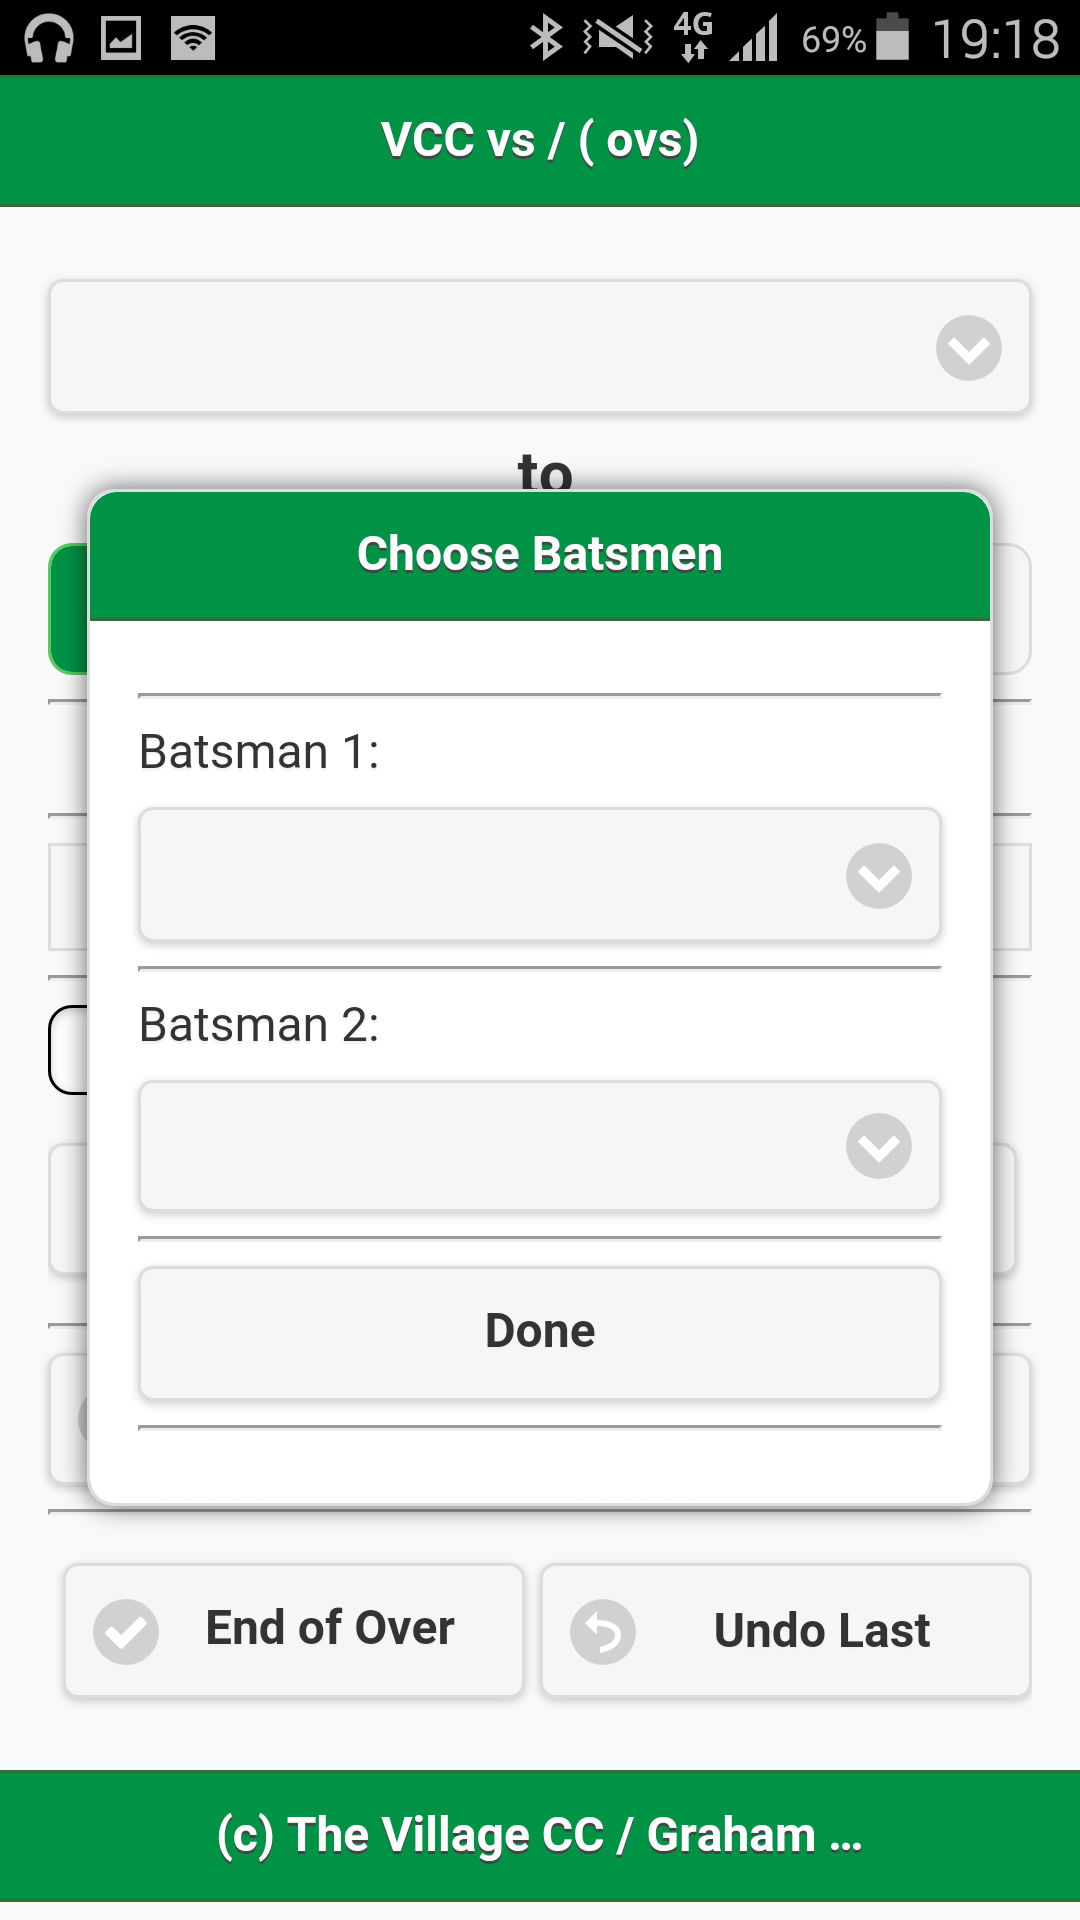 4G 69% 19:18
VCC vs / ( ovs)
to
Choose Batsmen
Batsman 1:
Batsman 2:
Done
End of Over
Undo Last
(c) The Village CC / Graham ...